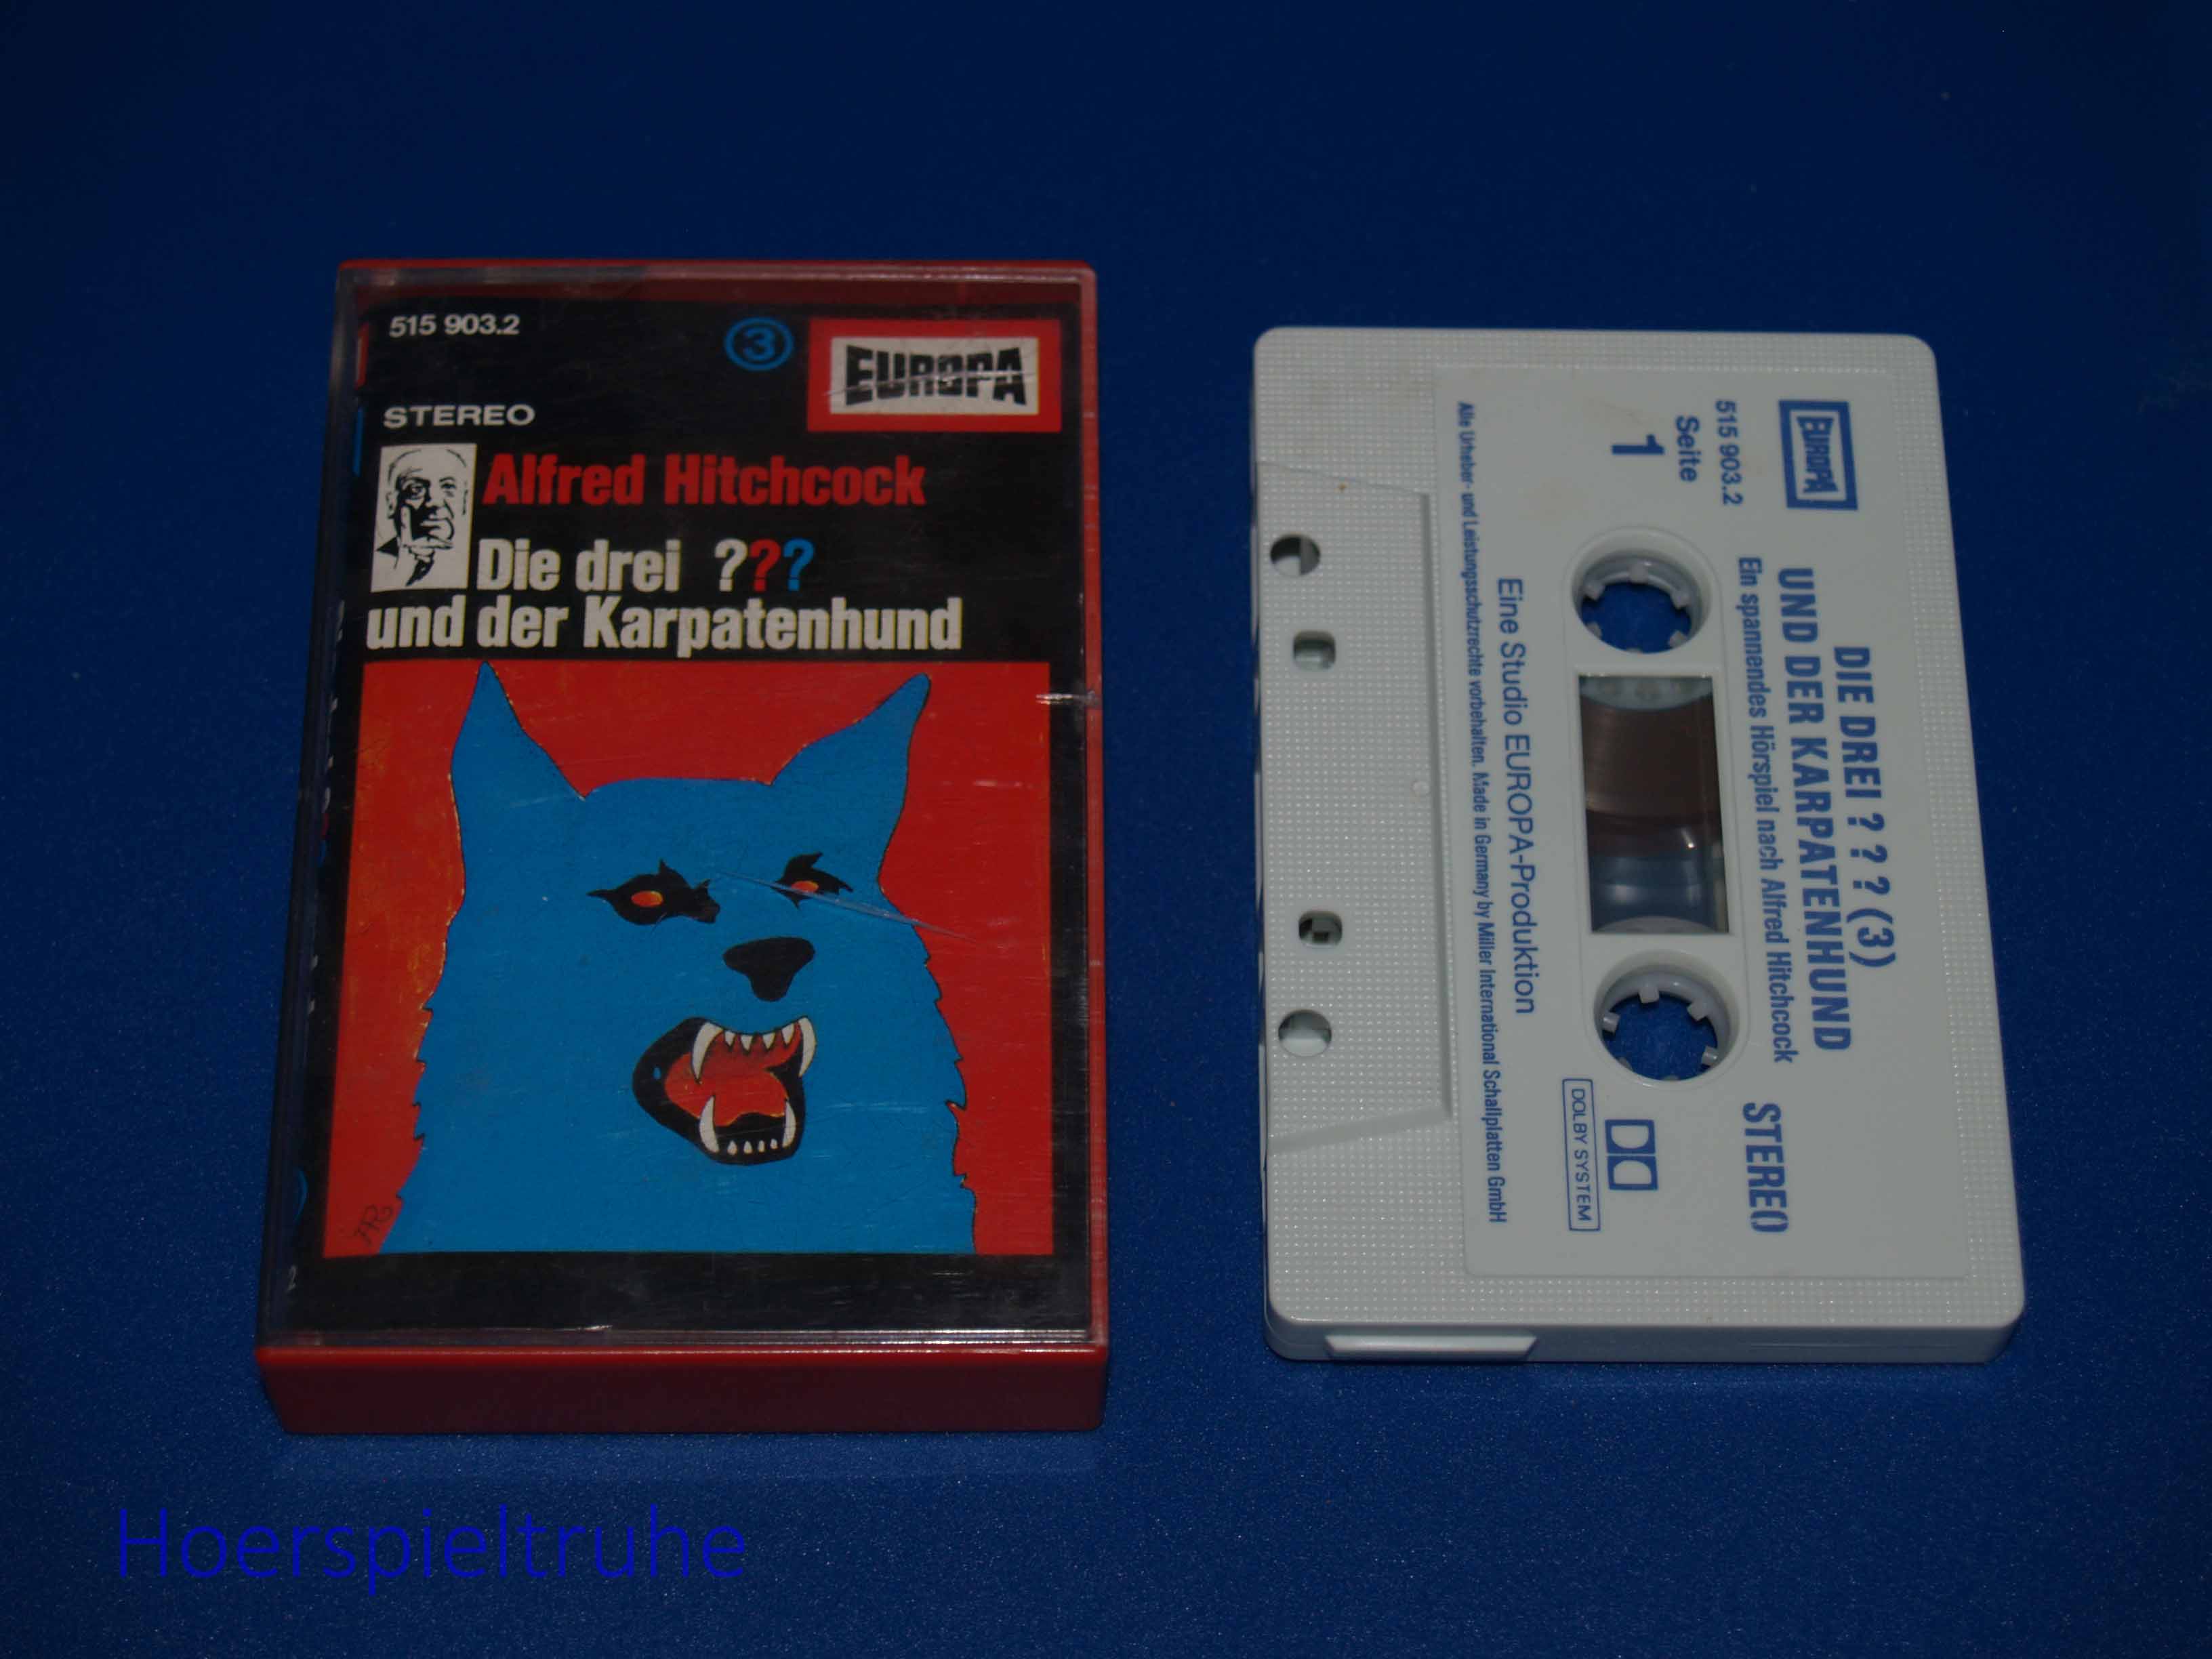 515 903.2
3
EUROPA
STEREO
Alfred Hitchcock
Die drei ???
und der Karpatenhund
2
EUROPA
515 903.2
Seite
1
DIE DREI ? ? ? (3)
UND DER KARPATENHUND
Ein spannendes Hörspiel nach Alfred Hitchcock
STEREO
DOLBY SYSTEM
Eine Studio EUROPA-Produktion
Alle Urheber- und Leistungsschutzrechte vorbehalten. Made in Germany by Miller International Schallplatten GmbH
Hoerspieltruhe